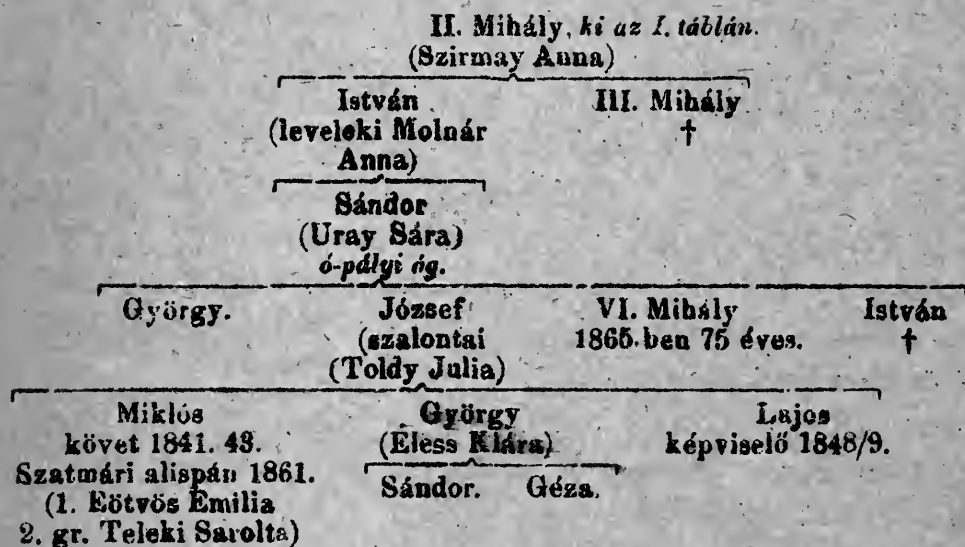 II. Mihály, ki az I. táblán.
(Szirmay Anna)
István III. Mihály
(leveleki Molnár †
Anna)
Sándor
(Uray Sára)
ó-pályi ág.
György. József VI. Mihály István
(szalontai 1865.ben 75 éves. †
(Toldy Julia)
Miklós György Lajos
követ 1841. 43. (Éless Klára) képviselő 1848/9.
Szatmári alispán 1861. Sándor. Géza.
(1. Eötvös Emilia
2. gr. Teleki Sarolta)